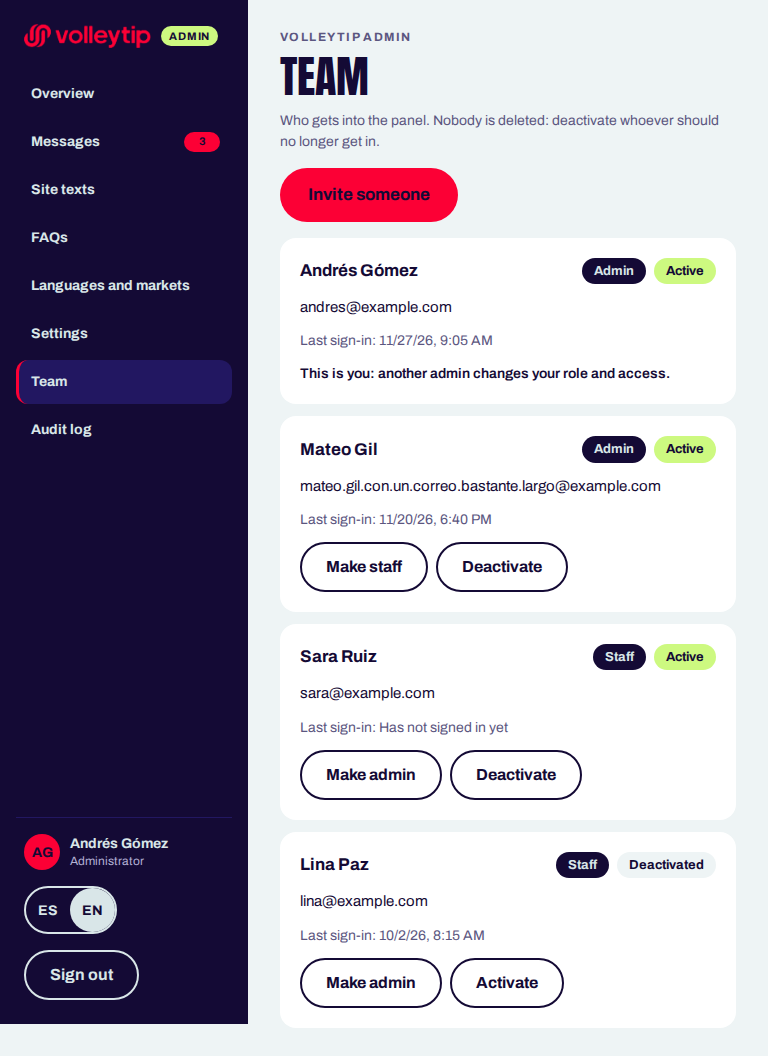 volleytip ADMIN
Overview
Messages 3
Site texts
FAQs
Languages and markets
Settings
Team
Audit log
AG Andrés Gómez
Administrator
ES EN
Sign out
VOLLEYTIP ADMIN
TEAM
Who gets into the panel. Nobody is deleted: deactivate whoever should
no longer get in.
Invite someone
Andrés Gómez Admin Active
andres@example.com
Last sign-in: 11/27/26, 9:05 AM
This is you: another admin changes your role and access.
Mateo Gil Admin Active
mateo.gil.con.un.correo.bastante.largo@example.com
Last sign-in: 11/20/26, 6:40 PM
Make staff Deactivate
Sara Ruiz Staff Active
sara@example.com
Last sign-in: Has not signed in yet
Make admin Deactivate
Lina Paz Staff Deactivated
lina@example.com
Last sign-in: 10/2/26, 8:15 AM
Make admin Activate